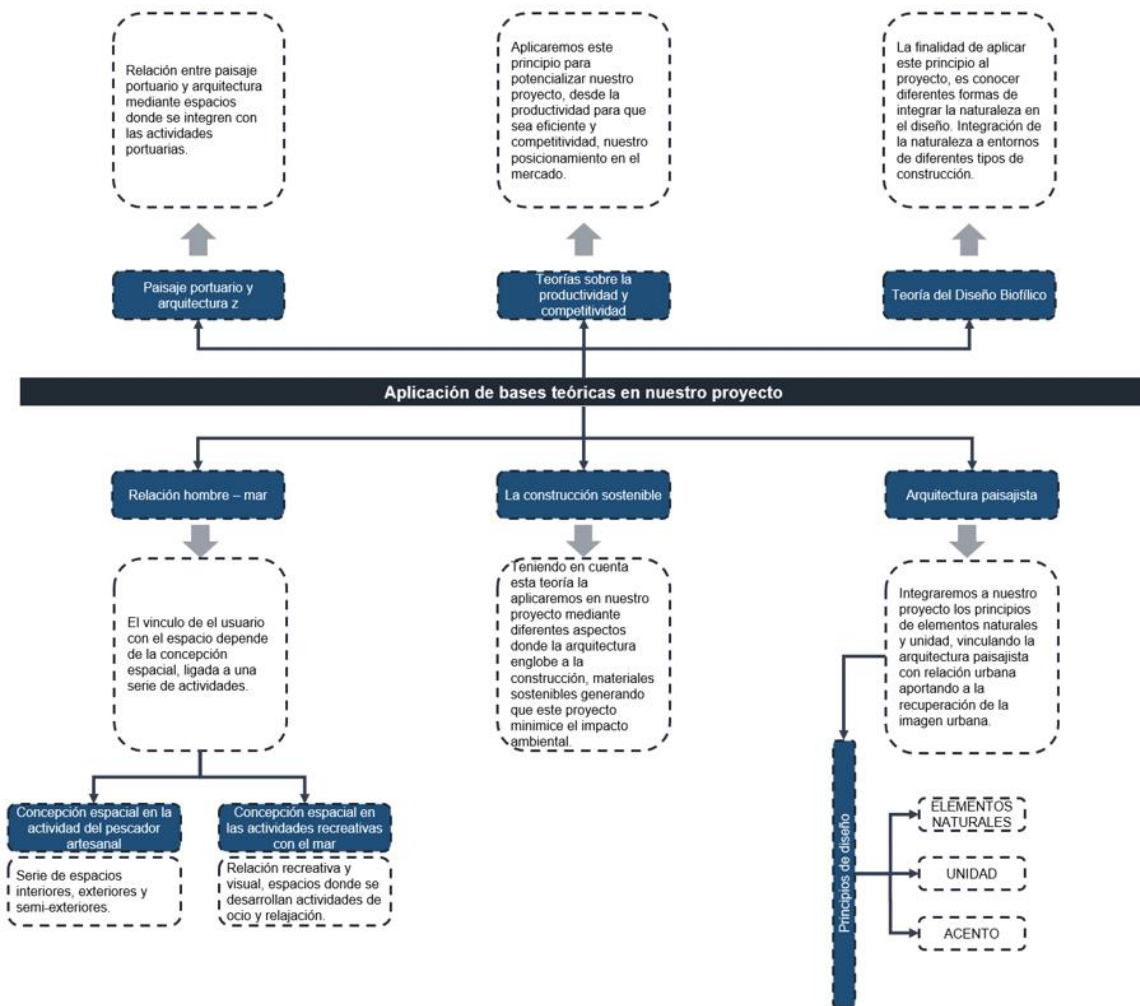 Relación entre paisaje
portuario y arquitectura
mediante espacios
donde se integren con
las actividades
portuarias.
Aplicaremos este
principio para
potencializar nuestro
proyecto, desde la
productividad para que
sea eficiente y
competitividad, nuestro
posicionamiento en el
mercado.
La finalidad de aplicar
este principio al
proyecto, es conocer
diferentes formas de
integrar la naturaleza en
el diseño. Integración de
la naturaleza a entornos
de diferentes tipos de
construcción.
Paisaje portuario y
arquitectura z
Teorías sobre la
productividad y
competitividad
Teoría del Diseño Biofílico
Aplicación de bases teóricas en nuestro proyecto
Relación hombre – mar
La construcción sostenible
Arquitectura paisajista
El vinculo de el usuario
con el espacio depende
de la concepción
espacial, ligada a una
serie de actividades.
Teniendo en cuenta
esta teoría la
aplicaremos en nuestro
proyecto mediante
diferentes aspectos
donde la arquitectura
englobe a la
construcción, materiales
sostenibles generando
que este proyecto
minimice el impacto
ambiental.
Integraremos a nuestro
proyecto los principios
de elementos naturales
y unidad, vinculando la
arquitectura paisajista
con relación urbana
aportando a la
recuperación de la
imagen urbana.
Concepción espacial en la
actividad del pescador
artesanal
Concepción espacial en
las actividades recreativas
con el mar
Serie de espacios
interiores, exteriores y
semi-exteriores.
Relación recreativa y
visual, espacios donde se
desarrollan actividades de
ocio y relajación.
Principios de diseño
ELEMENTOS
NATURALES
UNIDAD
ACENTO